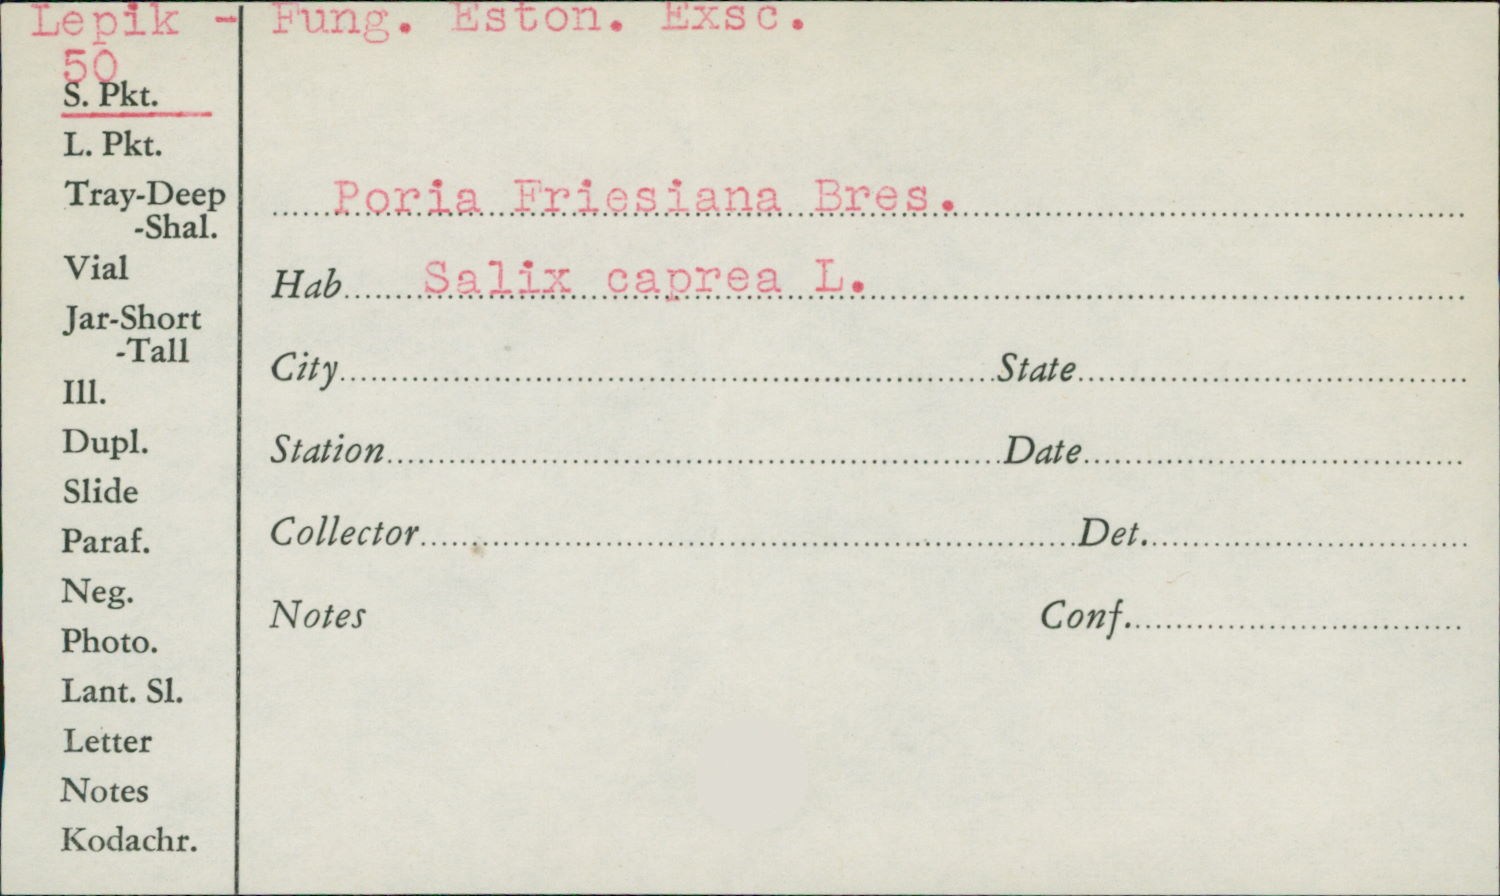 Lepik - Fung. Eston. Exsc.
50
S. Pkt.
L. Pkt.
Tray-Deep
-Shal.
Vial
Jar-Short
-Tall
Ill.
Dupl.
Slide
Paraf.
Neg.
Photo.
Lant. Sl.
Letter
Notes
Kodachr.
Poria Friesiana Bres.
Hab. Salix caprea L.
City State
Station Date
Collector Det.
Notes Conf.